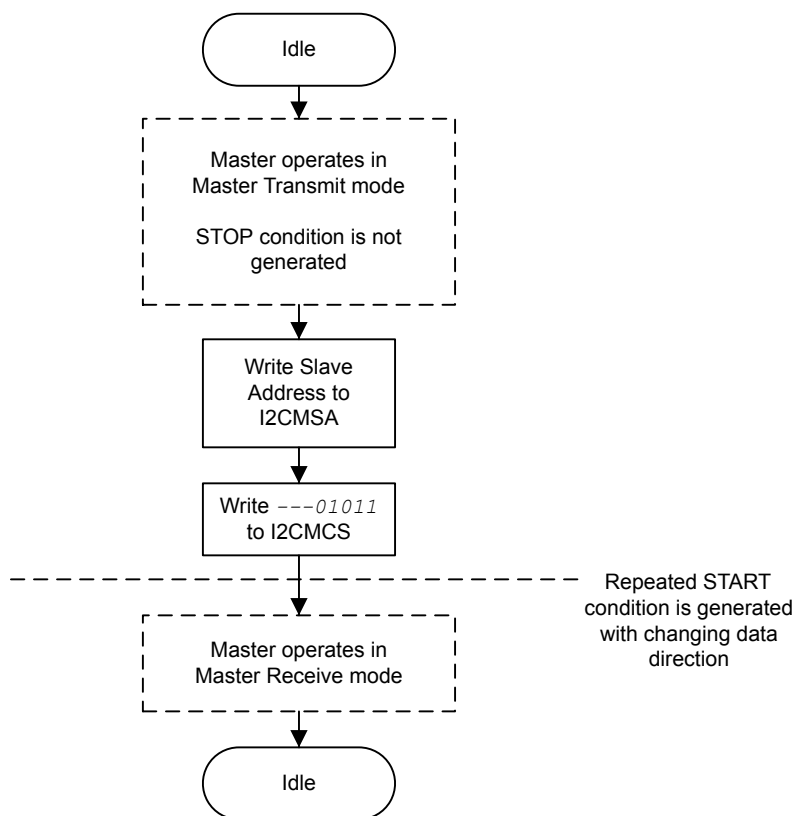 Idle
Master operates in
Master Transmit mode
STOP condition is not
generated
Write Slave
Address to
I2CMSA
Write ---01011
to I2CMCS
Repeated START
condition is generated
with changing data
direction
Master operates in
Master Receive mode
Idle